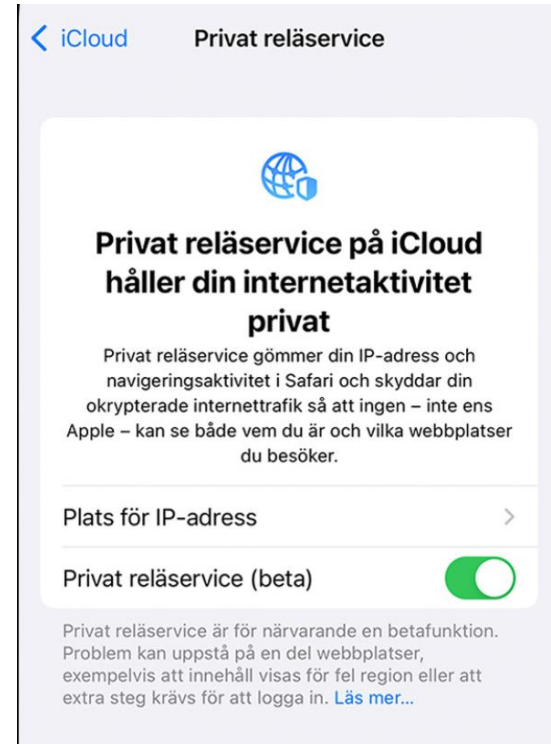 iCloud
Privat reläservice
Privat reläservice på iCloud
håller din internetaktivitet
privat
Privat reläservice gömmer din IP-adress och
navigeringsaktivitet i Safari och skyddar din
okrypterade internettrafik så att ingen – inte ens
Apple – kan se både vem du är och vilka webbplatser
du besöker.
Plats för IP-adress
Privat reläservice (beta)
Privat reläservice är för närvarande en betafunktion.
Problem kan uppstå på en del webbplatser,
exempelvis att innehåll visas för fel region eller att
extra steg krävs för att logga in. Läs mer...